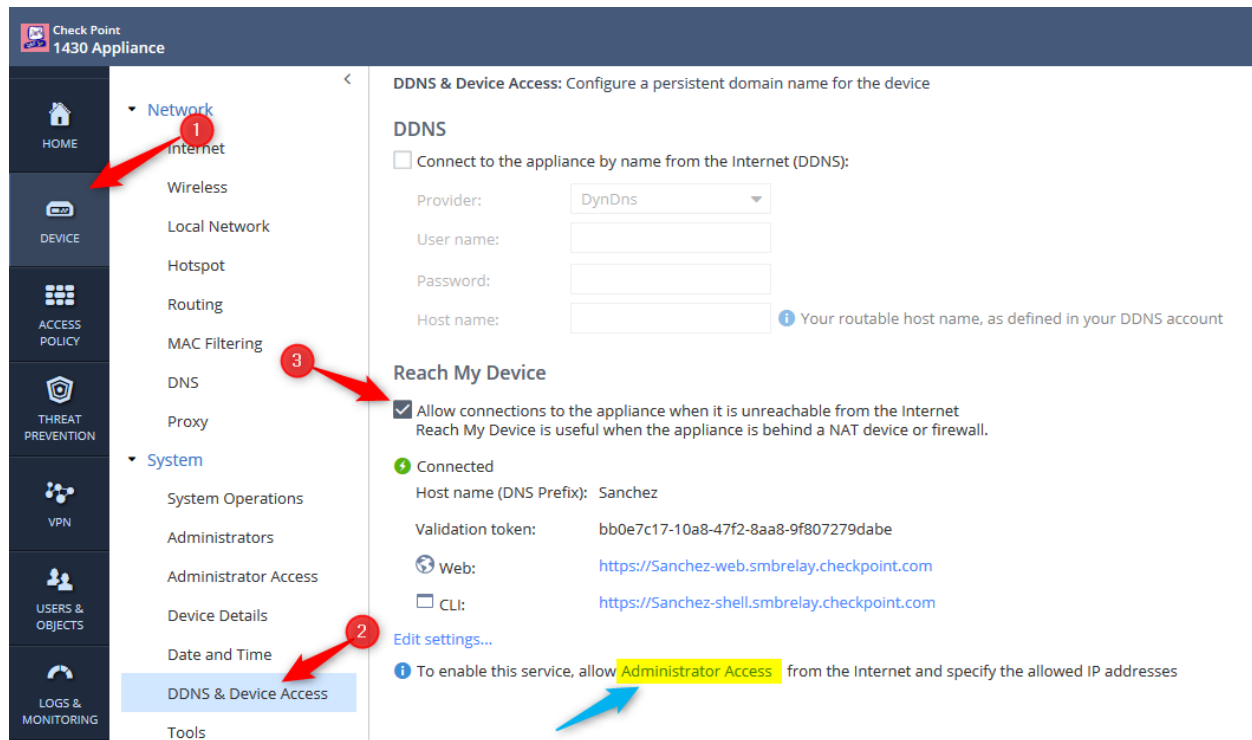 Check Point
1430 Appliance
HOME
DEVICE
ACCESS
POLICY
THREAT
PREVENTION
VPN
USERS &
OBJECTS
LOGS &
MONITORING
<
Network
1
Internet
Wireless
Local Network
Hotspot
Routing
MAC Filtering
3
DNS
Proxy
System
System Operations
Administrators
Administrator Access
Device Details
2
Date and Time
DDNS & Device Access
Tools
DDNS & Device Access: Configure a persistent domain name for the device
DDNS
Connect to the appliance by name from the Internet (DDNS):
Provider: DynDns
User name:
Password:
Host name: Your routable host name, as defined in your DDNS account
Reach My Device
Allow connections to the appliance when it is unreachable from the Internet
Reach My Device is useful when the appliance is behind a NAT device or firewall.
Connected
Host name (DNS Prefix): Sanchez
Validation token: bb0e7c17-10a8-47f2-8aa8-9f807279dabe
Web: https://Sanchez-web.smbrelay.checkpoint.com
CLI: https://Sanchez-shell.smbrelay.checkpoint.com
Edit settings...
To enable this service, allow Administrator Access from the Internet and specify the allowed IP addresses